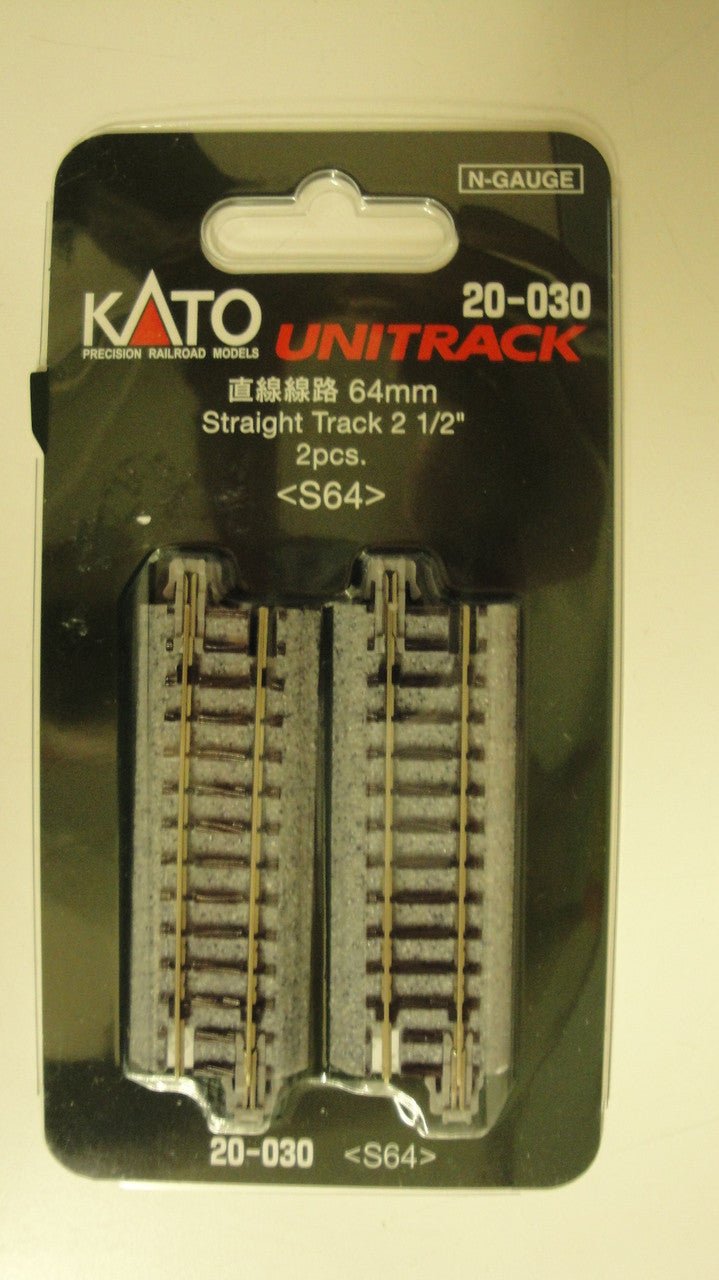 N-GAUGE
20-030
KATO
PRECISION RAILROAD MODELS
UNITRACK
直線線路 64mm
Straight Track 2 1/2"
2pcs.
<S64>
20-030 <S64>